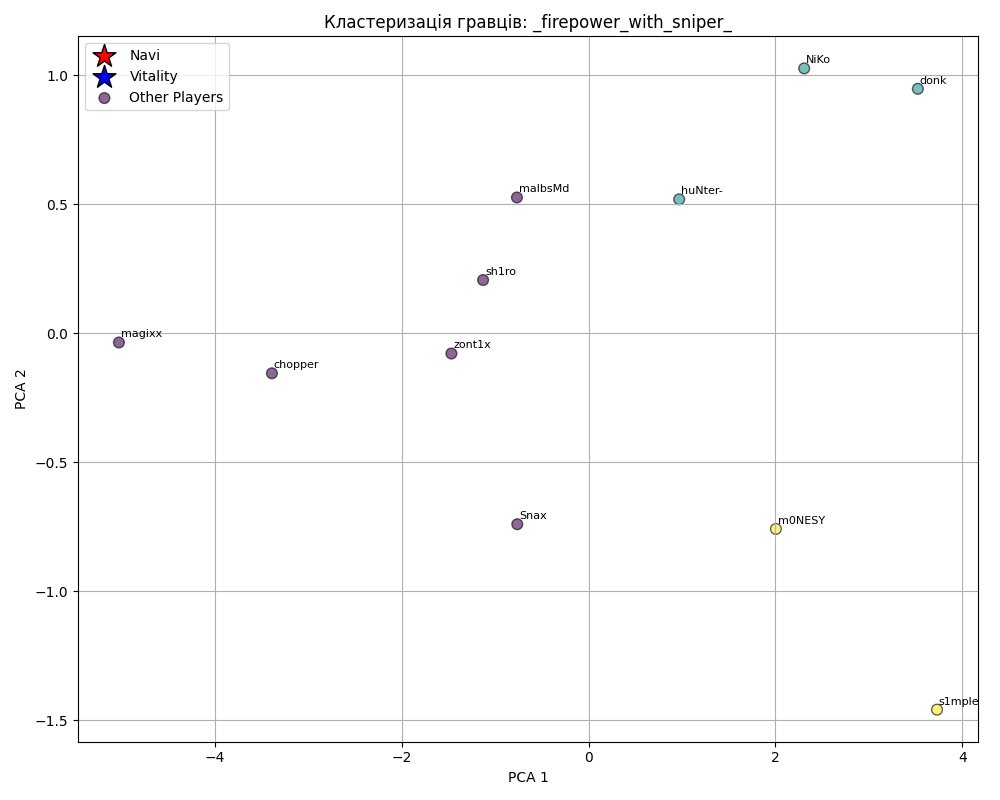 Кластеризація гравців: _firepower_with_sniper_
Navi
Vitality
Other Players
NiKo
donk
malbsMd
huNter-
sh1ro
magixx
zont1x
chopper
Snax
m0NESY
s1mple
1.0
0.5
0.0
−0.5
−1.0
−1.5
PCA 2
−4
−2
0
2
4
PCA 1